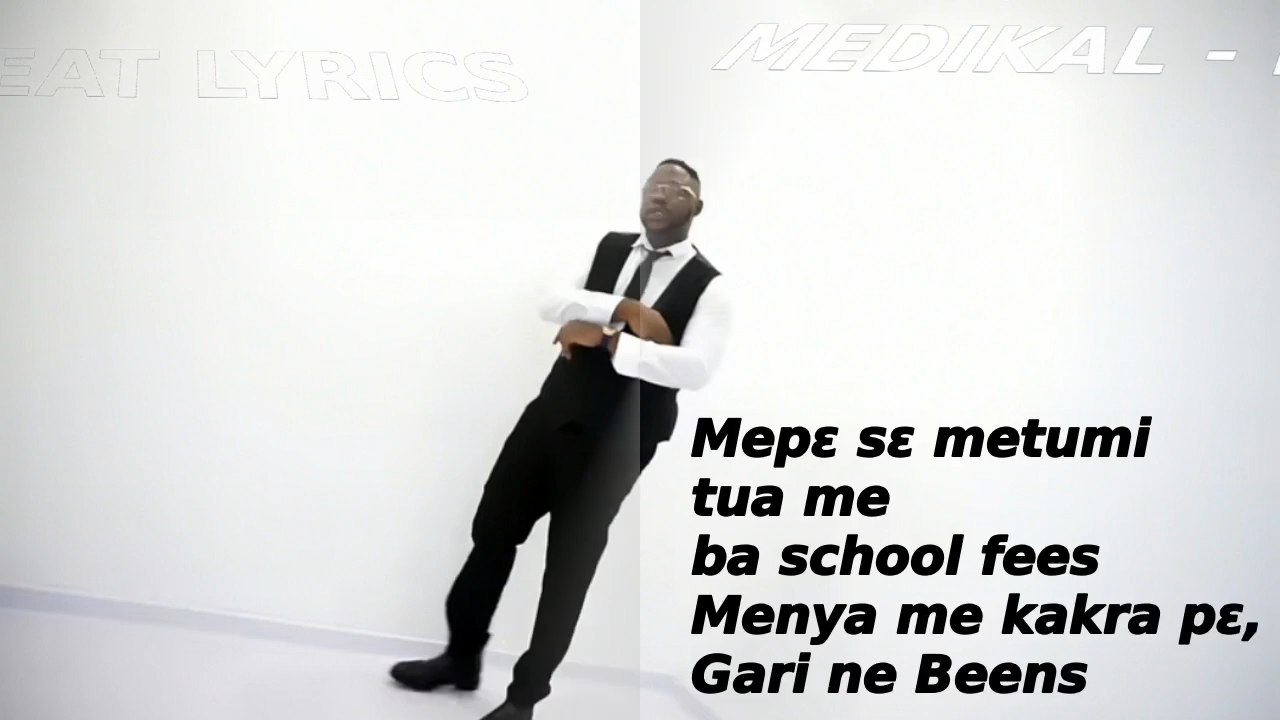 EAT LYRICS
MEDIKAL -
Mepɛ sɛ metumi
tua me
ba school fees
Menya me kakra pɛ,
Gari ne Beens